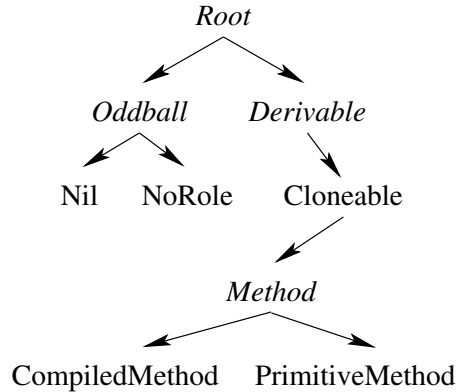 Root
Oddball Derivable
Nil NoRole Cloneable
Method
CompiledMethod PrimitiveMethod